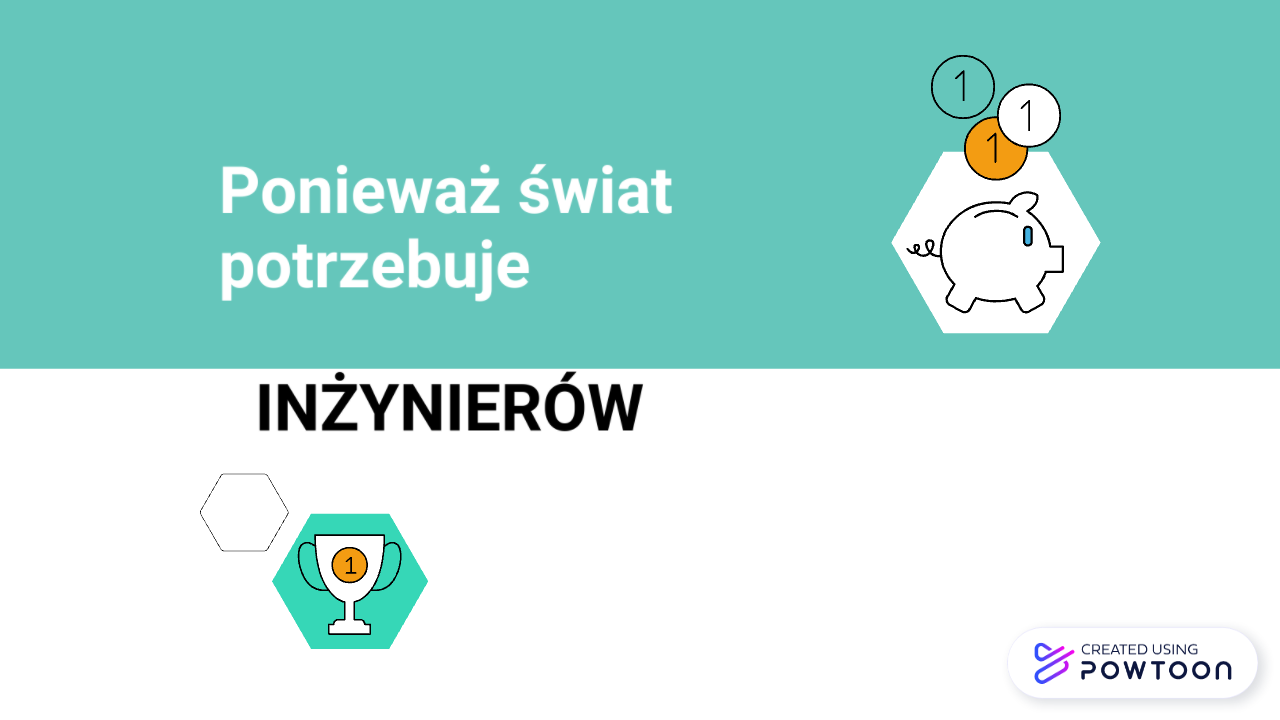 1
1
1
Ponieważ świat
potrzebuje
INŻYNIERÓW
1
CREATED USING
POWTOON